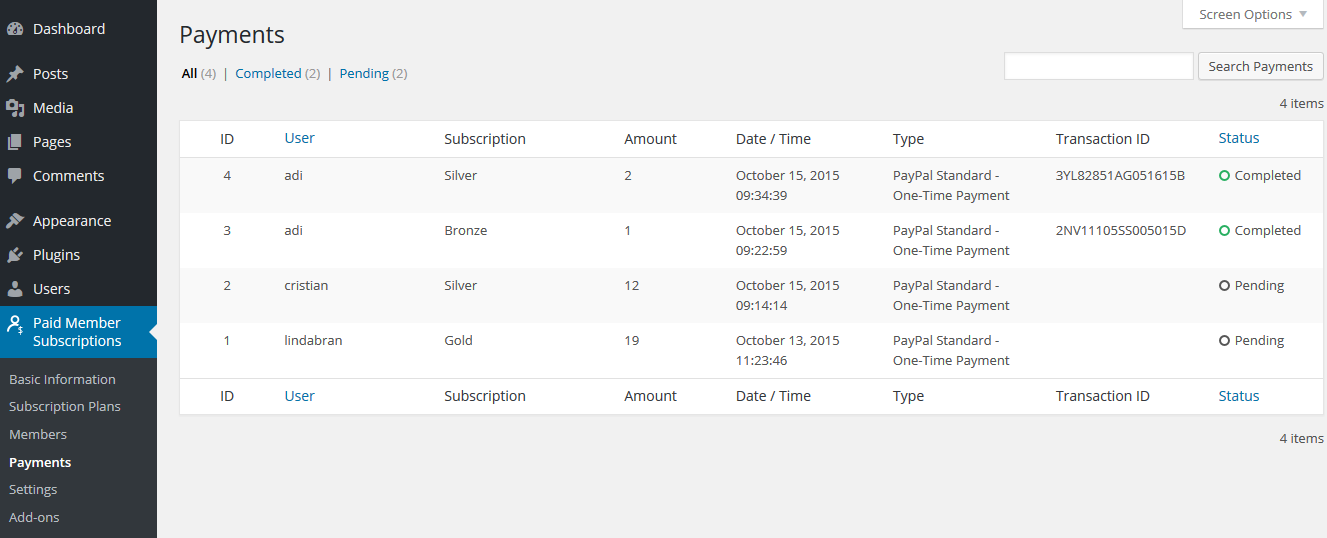 Dashboard
Posts
Media
Pages
Comments
Appearance
Plugins
Users
Paid Member
Subscriptions
Basic Information
Subscription Plans
Members
Payments
Settings
Add-ons
Screen Options
Payments
All (4) | Completed (2) | Pending (2)
Search Payments
4 items
ID User Subscription Amount Date / Time Type Transaction ID Status
4 adi Silver 2 October 15, 2015 PayPal Standard - 3YL82851AG051615B Completed
09:34:39 One-Time Payment
3 adi Bronze 1 October 15, 2015 PayPal Standard - 2NV11105SS005015D Completed
09:22:59 One-Time Payment
2 cristian Silver 12 October 15, 2015 PayPal Standard - Pending
09:14:14 One-Time Payment
1 lindabran Gold 19 October 13, 2015 PayPal Standard - Pending
11:23:46 One-Time Payment
ID User Subscription Amount Date / Time Type Transaction ID Status
4 items